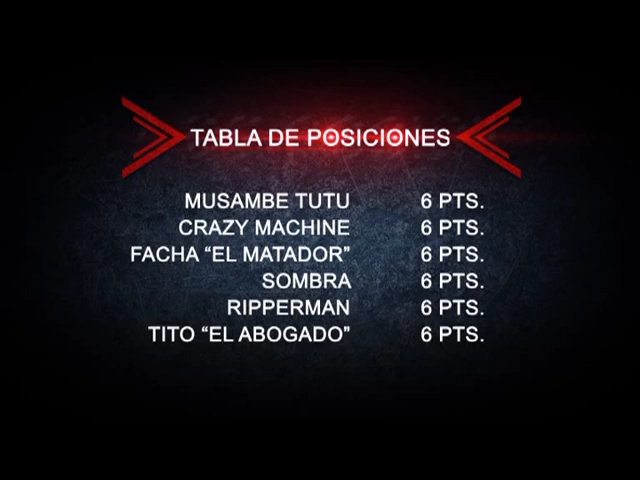 TABLA DE POSICIONES
MUSAMBE TUTU 6 PTS.
CRAZY MACHINE 6 PTS.
FACHA “EL MATADOR” 6 PTS.
SOMBRA 6 PTS.
RIPPERMAN 6 PTS.
TITO “EL ABOGADO” 6 PTS.